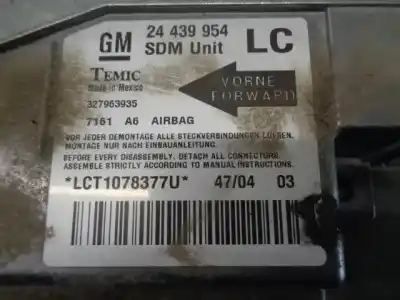 GM 24 439 954 LC
SDM Unit
TEMIC
Made in Mexico
VORNE
FORWARD
327963935
7161 A6 AIRBAG
VOR JEDER DEMONTAGE ALLE STECKVERBINDUNGEN LÖSEN.
MONTAGE NUR NACH EINBAUANLEITUNG.
BEFORE EVERY DISASSEMBLY, DETACH ALL CONNECTORS.
ASSEMBLE STRICTLY ACCORDING TO MANUAL INSTRUCTIONS.
*LCT1078377U* 47/04 03